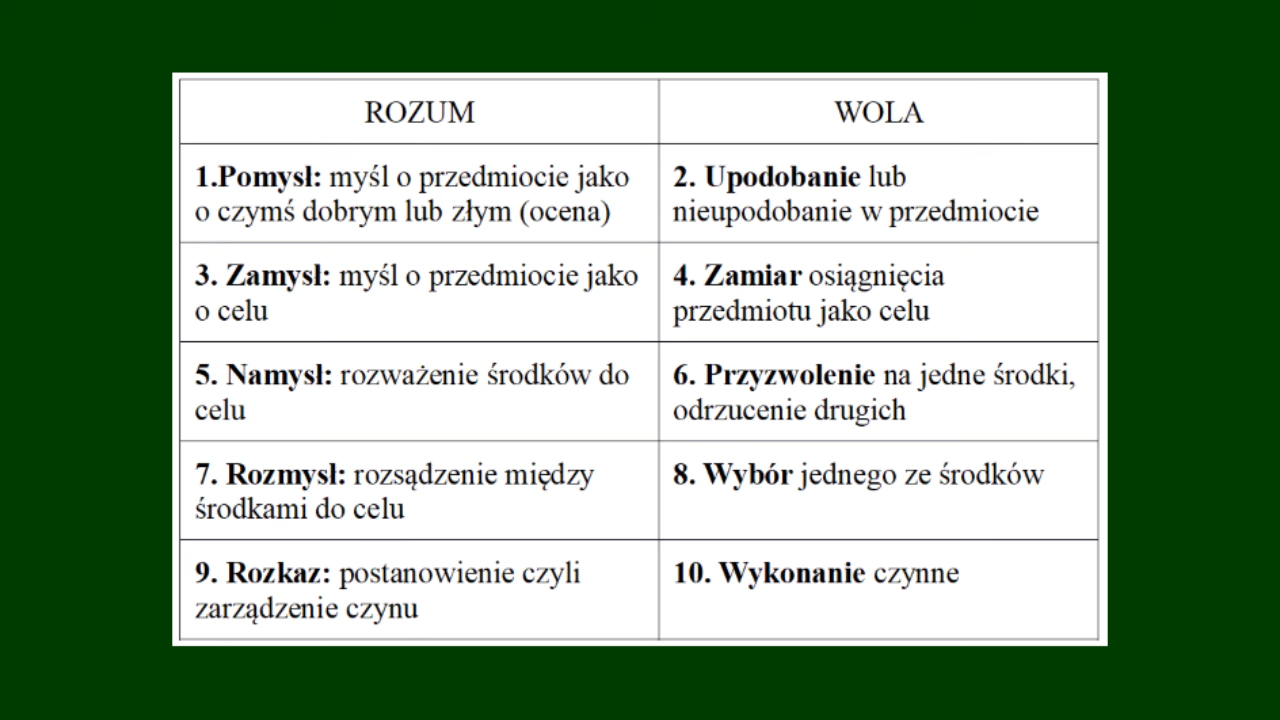 ROZUM
WOLA
1.Pomysł: myśl o przedmiocie jako
o czymś dobrym lub złym (ocena)
2. Upodobanie lub
nieupodobanie w przedmiocie
3. Zamysł: myśl o przedmiocie jako
o celu
4. Zamiar osiągnięcia
przedmiotu jako celu
5. Namysł: rozważenie środków do
celu
6. Przyzwolenie na jedne środki,
odrzucenie drugich
7. Rozmysł: rozsądzenie między
środkami do celu
8. Wybór jednego ze środków
9. Rozkaz: postanowienie czyli
zarządzenie czynu
10. Wykonanie czynne